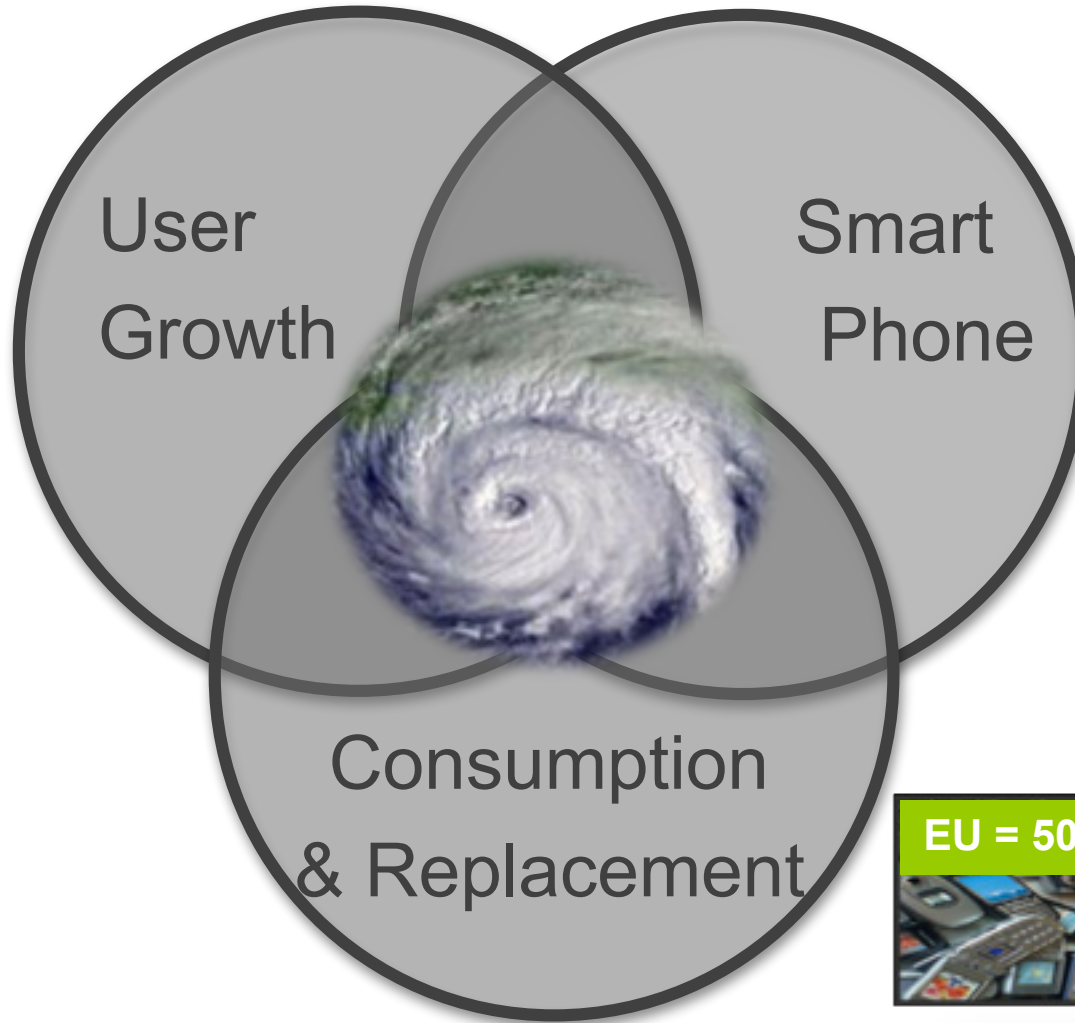 User
Growth
Smart
Phone
Consumption
& Replacement
EU = 50